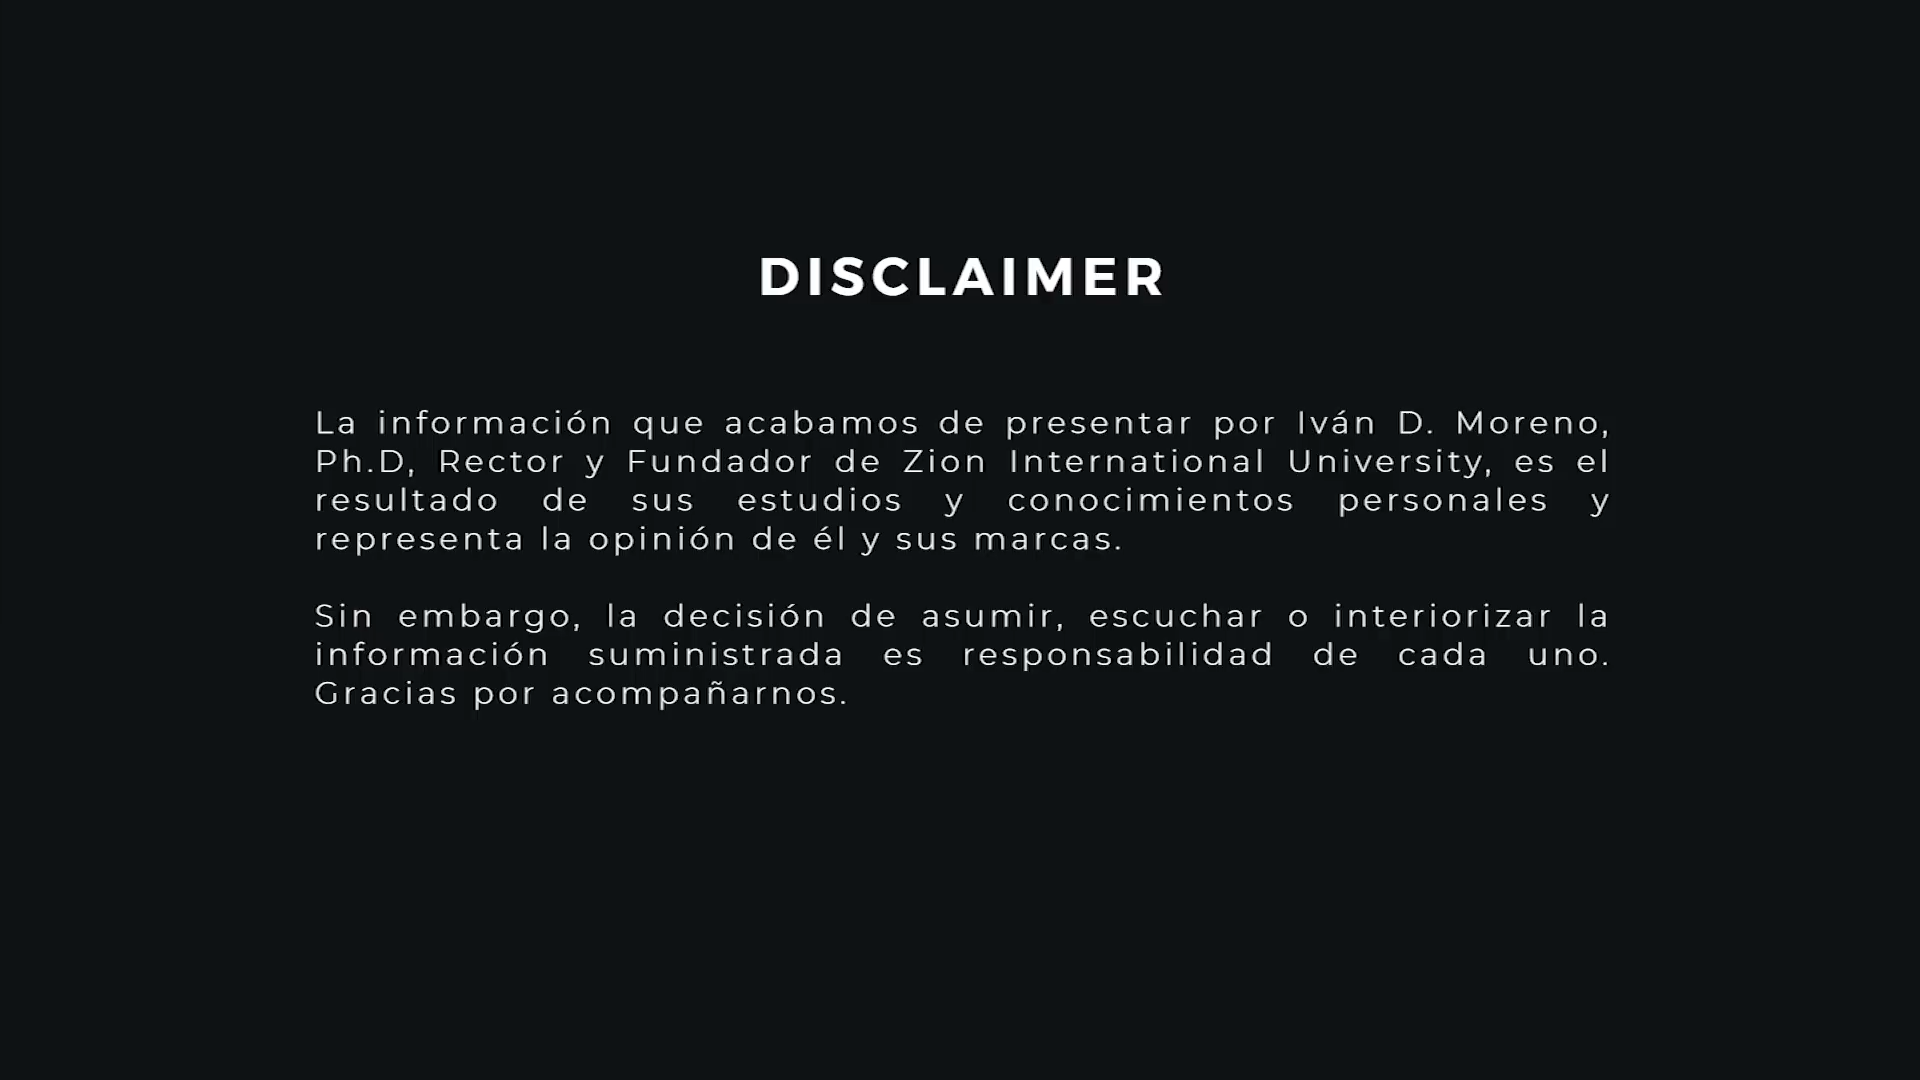 DISCLAIMER
La información que acabamos de presentar por Iván D. Moreno,
Ph.D, Rector y Fundador de Zion International University, es el
resultado de sus estudios y conocimientos personales y
representa la opinión de él y sus marcas.
Sin embargo, la decisión de asumir, escuchar o interiorizar la
información suministrada es responsabilidad de cada uno.
Gracias por acompañarnos.